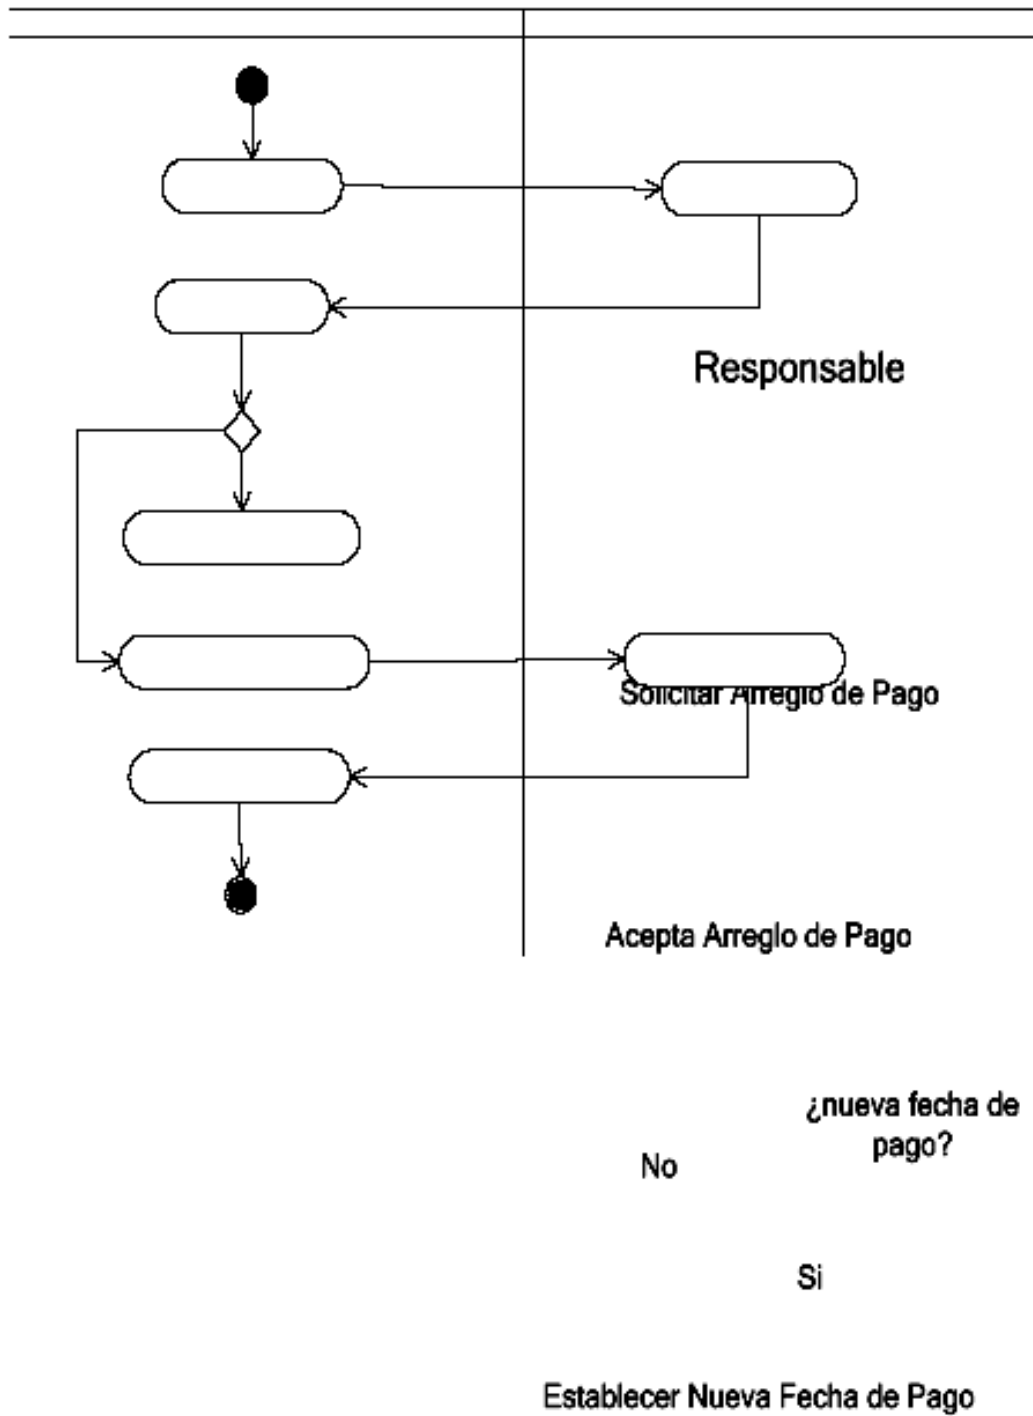 Responsable
Solicitar Arreglo de Pago
Acepta Arreglo de Pago
¿nueva fecha de
pago?
No
Si
Establecer Nueva Fecha de Pago